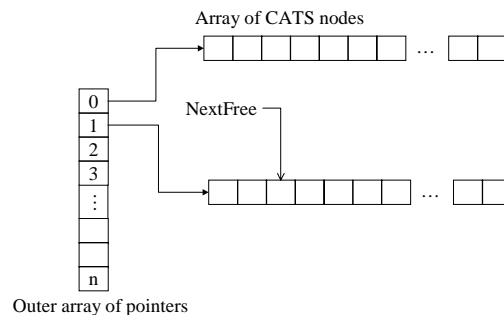 Array of CATS nodes
...
0
NextFree
1
2
3
⋮
...
n
Outer array of pointers